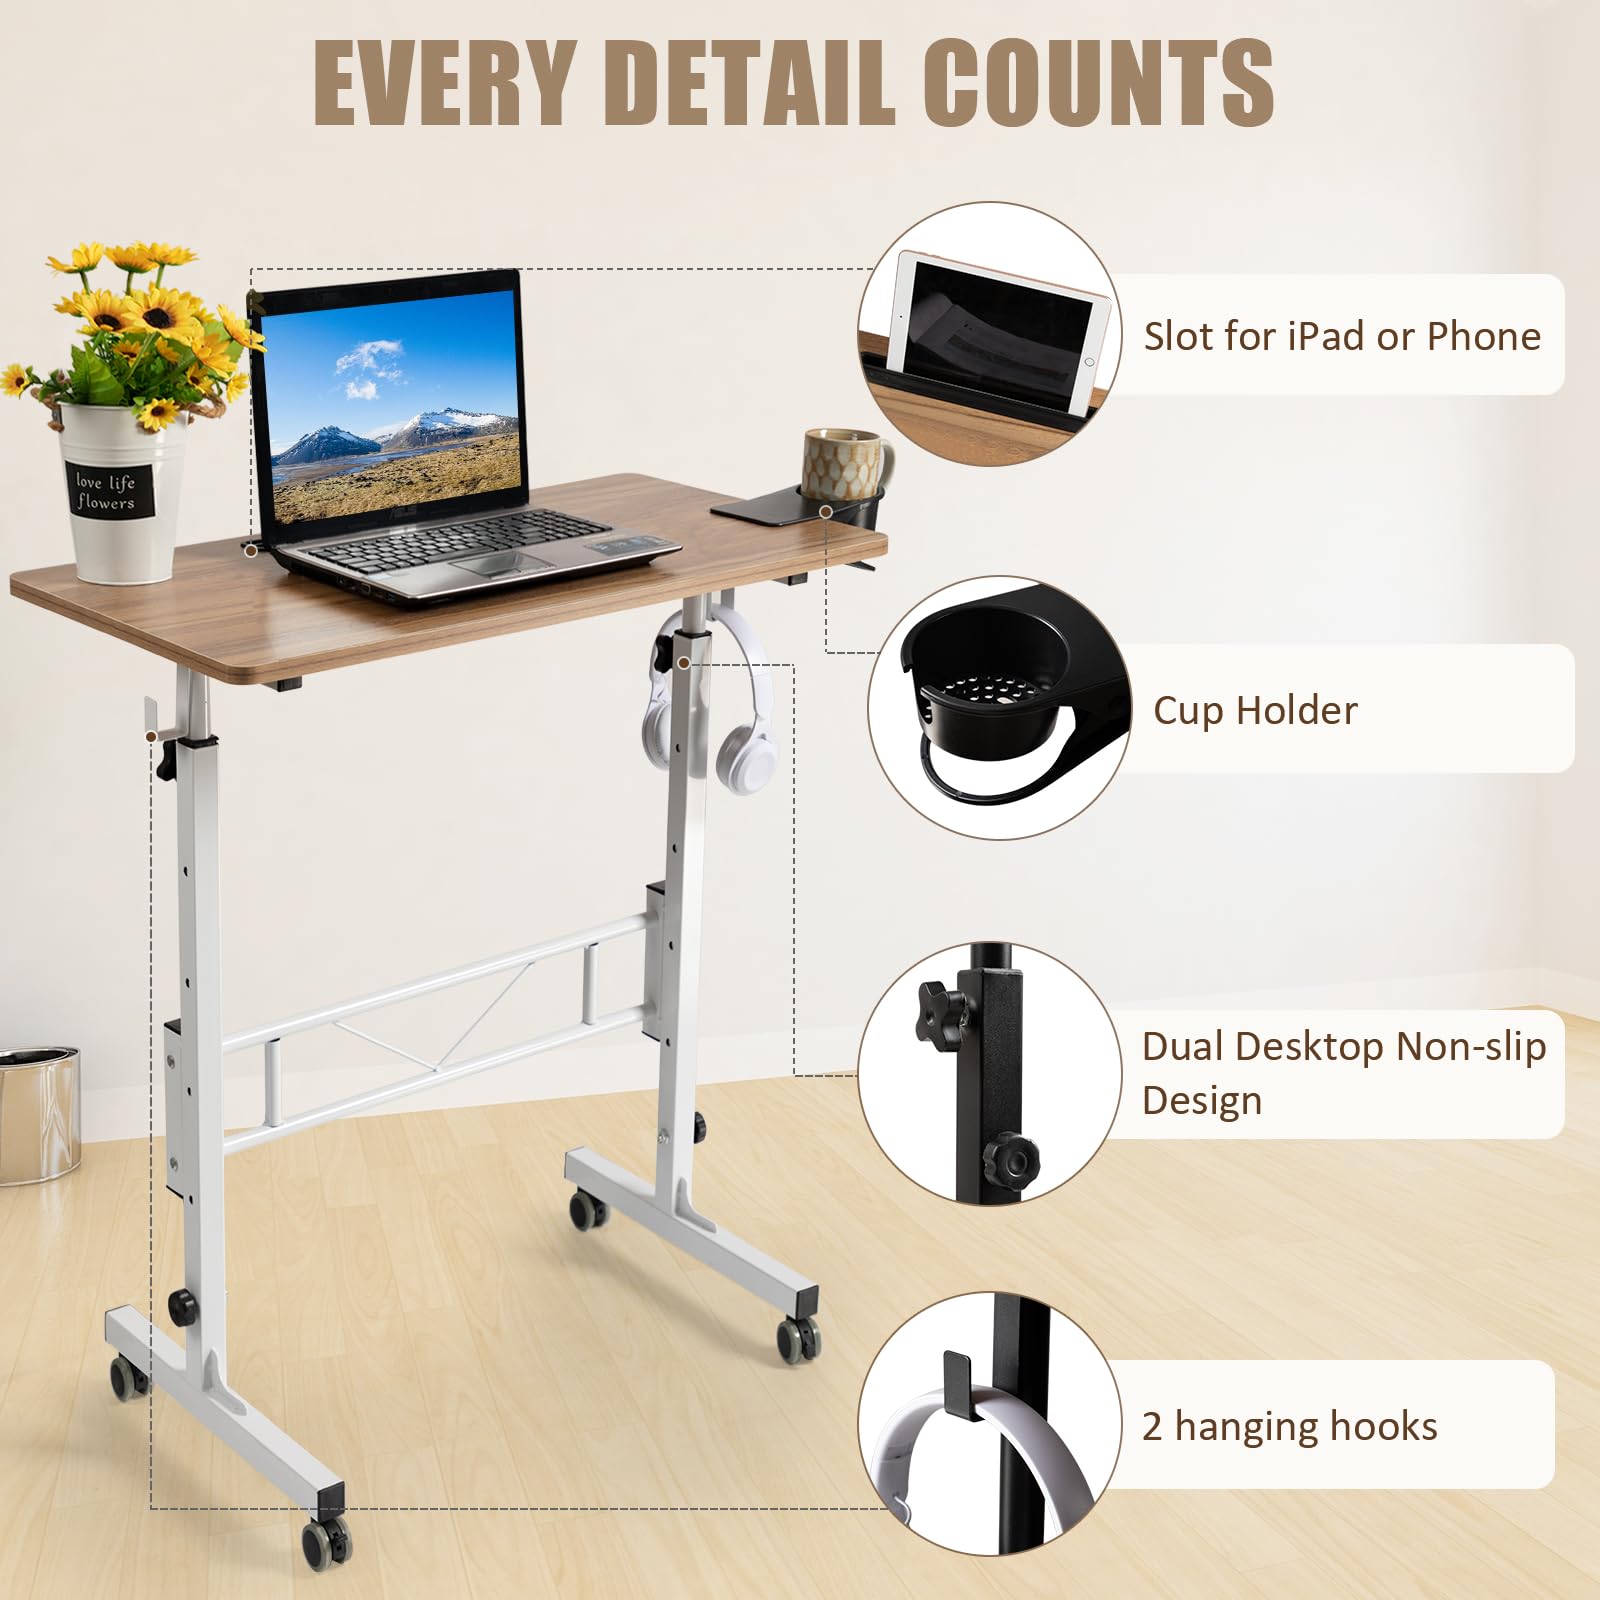 EVERY DETAIL COUNTS
Slot for iPad or Phone
love life
flowers
Cup Holder
Dual Desktop Non-slip
Design
2 hanging hooks